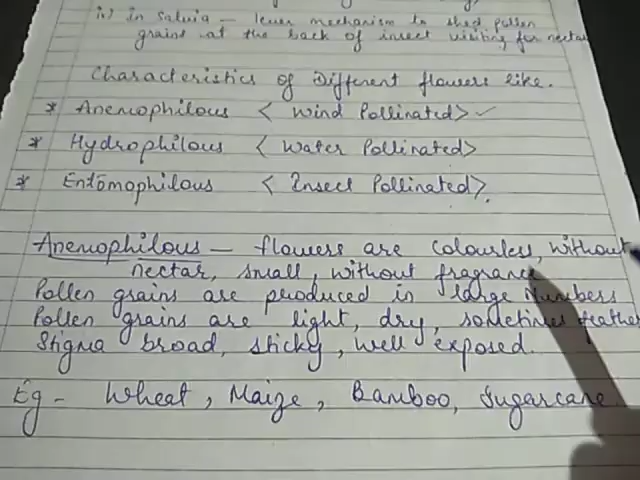 iv) In Salvia - lever mechanism to shed pollen
grains at the back of insect visiting for nectar
Characteristics of Different flowers like.
* Anemophilous < Wind Pollinated> ✓
* Hydrophilous < Water Pollinated>
* Entomophilous < Insect Pollinated>.
Anemophilous - flowers are colourless, without
nectar, small, without fragranc
Pollen grains are produced in large Numbers
Pollen grains are light, dry, sometimes feather
Stigma broad, sticky, well exposed.
Eg - Wheat, Maize, Bamboo, Sugarcane